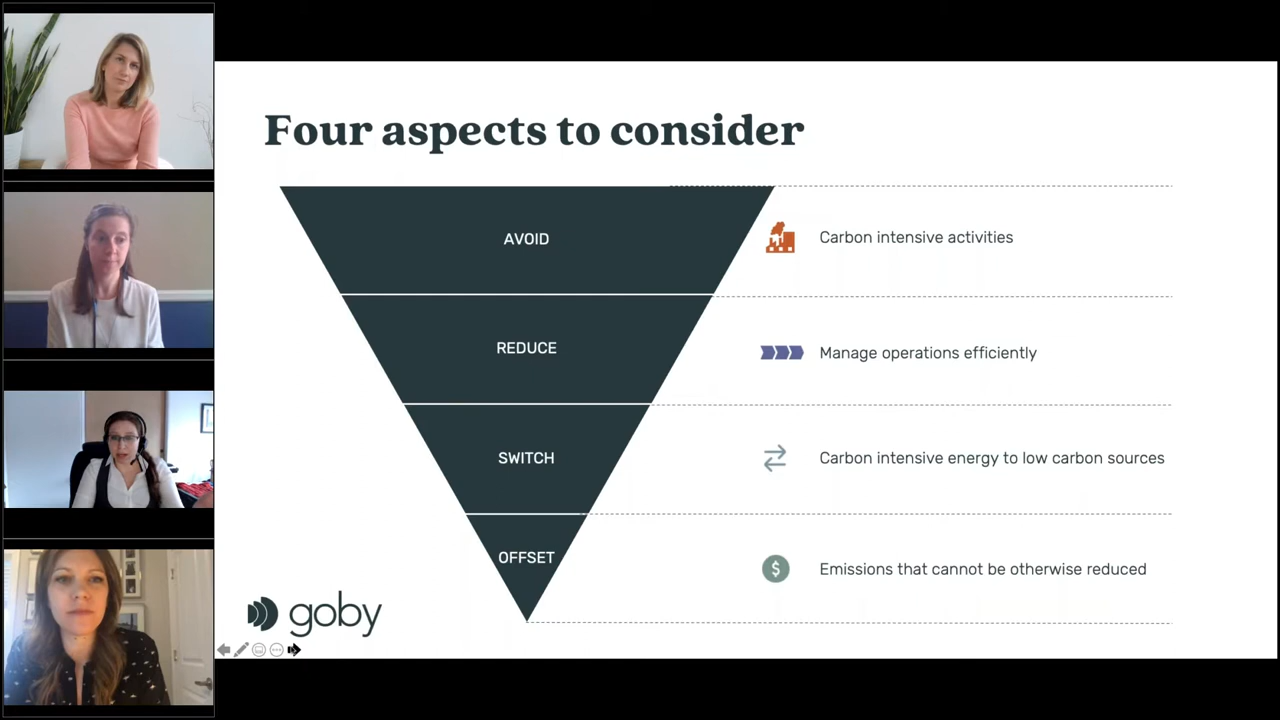 Four aspects to consider
AVOID
Carbon intensive activities
REDUCE
Manage operations efficiently
SWITCH
Carbon intensive energy to low carbon sources
OFFSET
$
Emissions that cannot be otherwise reduced
goby